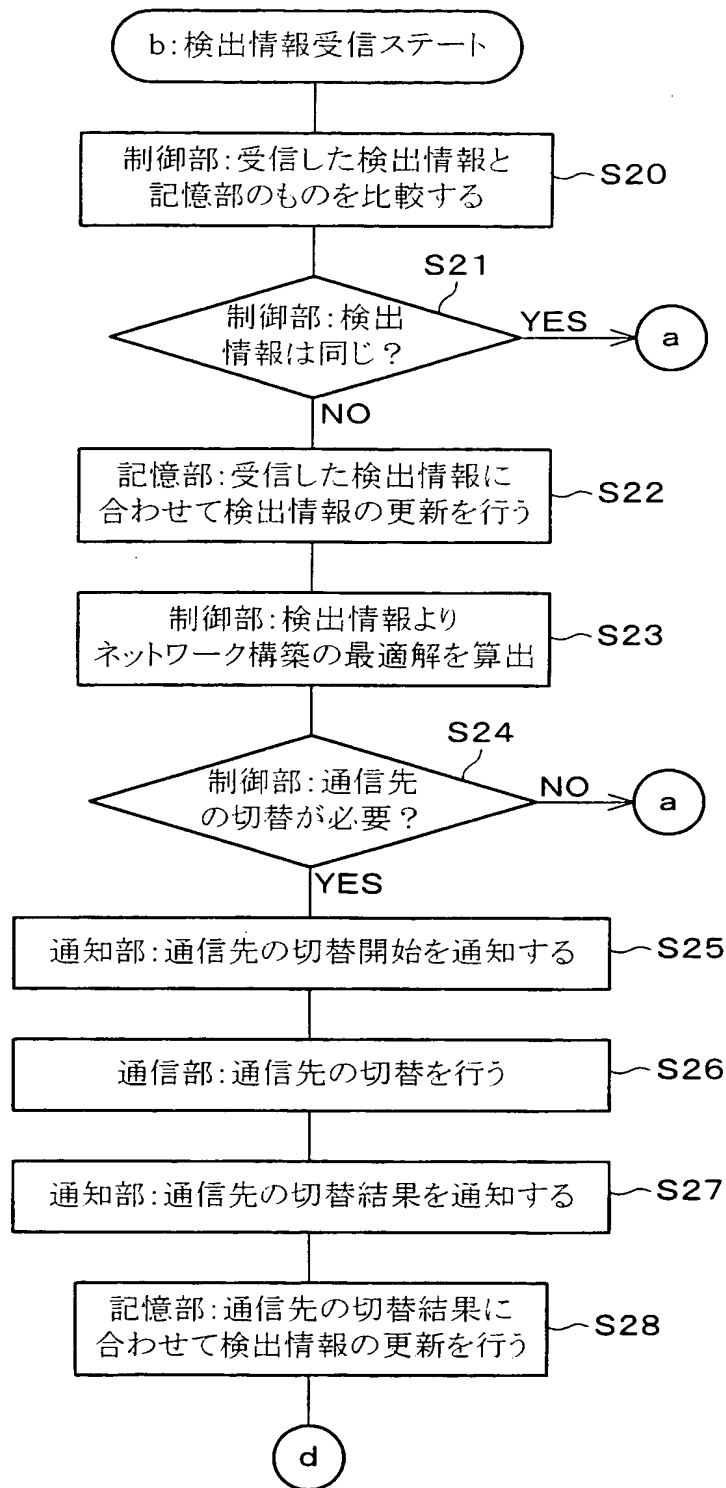 b:検出情報受信ステート
制御部:受信した検出情報と
記憶部のものを比較する
S20
S21
制御部:検出
情報は同じ?
YES
a
NO
記憶部:受信した検出情報に
合わせて検出情報の更新を行う
S22
制御部:検出情報より
ネットワーク構築の最適解を算出
S23
S24
制御部:通信先
の切替が必要?
NO
a
YES
通知部:通信先の切替開始を通知する
S25
通信部:通信先の切替を行う
S26
通知部:通信先の切替結果を通知する
S27
記憶部:通信先の切替結果に
合わせて検出情報の更新を行う
S28
d